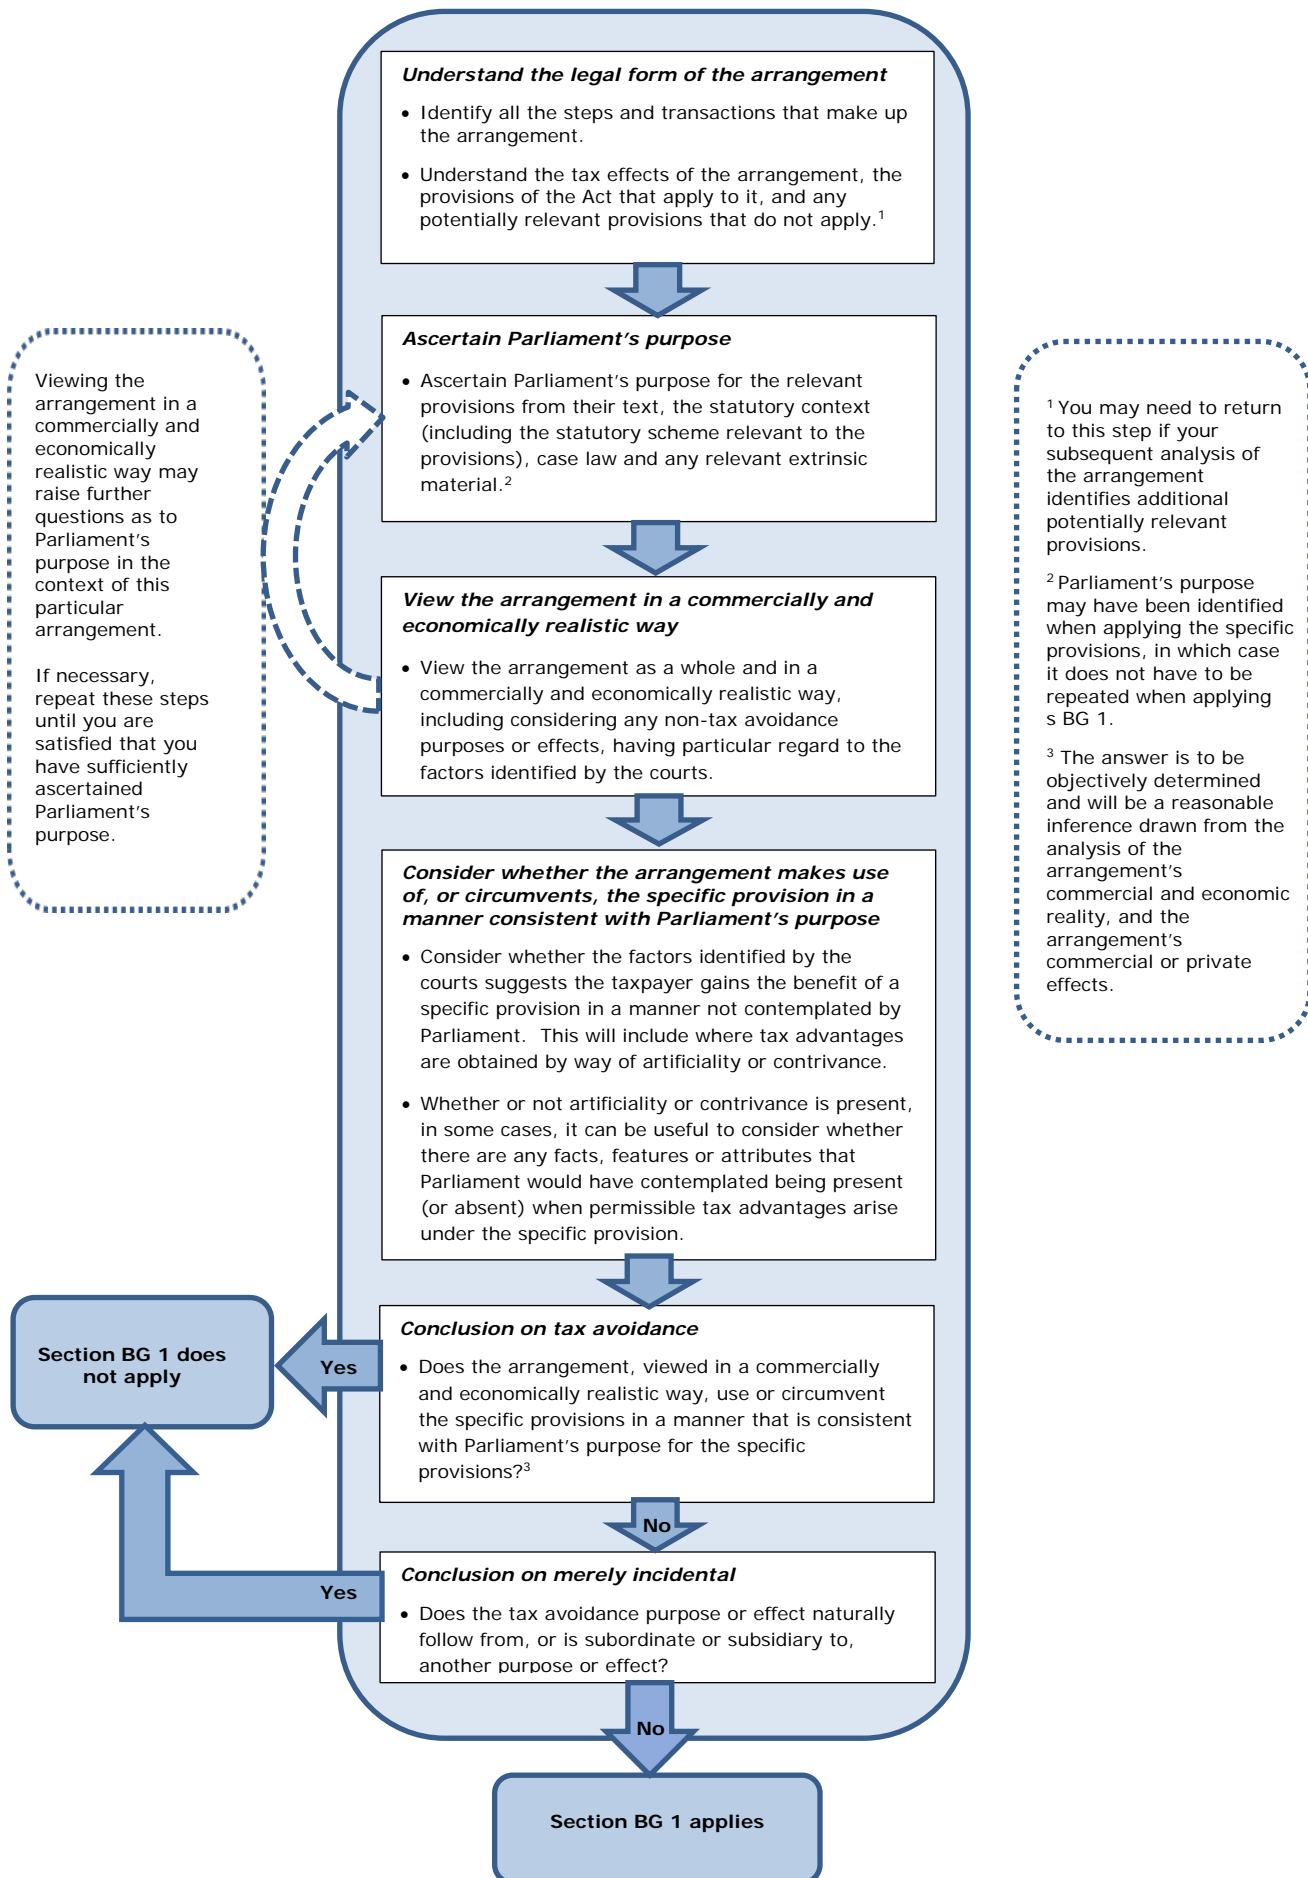 Understand the legal form of the arrangement
• Identify all the steps and transactions that make up
the arrangement.
• Understand the tax effects of the arrangement, the
provisions of the Act that apply to it, and any
potentially relevant provisions that do not apply.1
Ascertain Parliament's purpose
• Ascertain Parliament's purpose for the relevant
provisions from their text, the statutory context
(including the statutory scheme relevant to the
provisions), case law and any relevant extrinsic
material.2
Viewing the
arrangement in a
commercially and
economically
realistic way may
raise further
questions as to
Parliament's
purpose in the
context of this
particular
arrangement.
If necessary,
repeat these steps
until you are
satisfied that you
have sufficiently
ascertained
Parliament's
purpose.
1 You may need to return
to this step if your
subsequent analysis of
the arrangement
identifies additional
potentially relevant
provisions.
2 Parliament's purpose
may have been identified
when applying the specific
provisions, in which case
it does not have to be
repeated when applying
s BG 1.
3 The answer is to be
objectively determined
and will be a reasonable
inference drawn from the
analysis of the
arrangement's
commercial and economic
reality, and the
arrangement's
commercial or private
effects.
View the arrangement in a commercially and
economically realistic way
• View the arrangement as a whole and in a
commercially and economically realistic way,
including considering any non-tax avoidance
purposes or effects, having particular regard to the
factors identified by the courts.
Consider whether the arrangement makes use
of, or circumvents, the specific provision in a
manner consistent with Parliament's purpose
• Consider whether the factors identified by the
courts suggests the taxpayer gains the benefit of a
specific provision in a manner not contemplated by
Parliament. This will include where tax advantages
are obtained by way of artificiality or contrivance.
• Whether or not artificiality or contrivance is present,
in some cases, it can be useful to consider whether
there are any facts, features or attributes that
Parliament would have contemplated being present
(or absent) when permissible tax advantages arise
under the specific provision.
Conclusion on tax avoidance
• Does the arrangement, viewed in a commercially
and economically realistic way, use or circumvent
the specific provisions in a manner that is consistent
with Parliament's purpose for the specific
provisions?3
Yes
Section BG 1 does
not apply
No
Conclusion on merely incidental
• Does the tax avoidance purpose or effect naturally
follow from, or is subordinate or subsidiary to,
another purpose or effect?
Yes
No
Section BG 1 applies